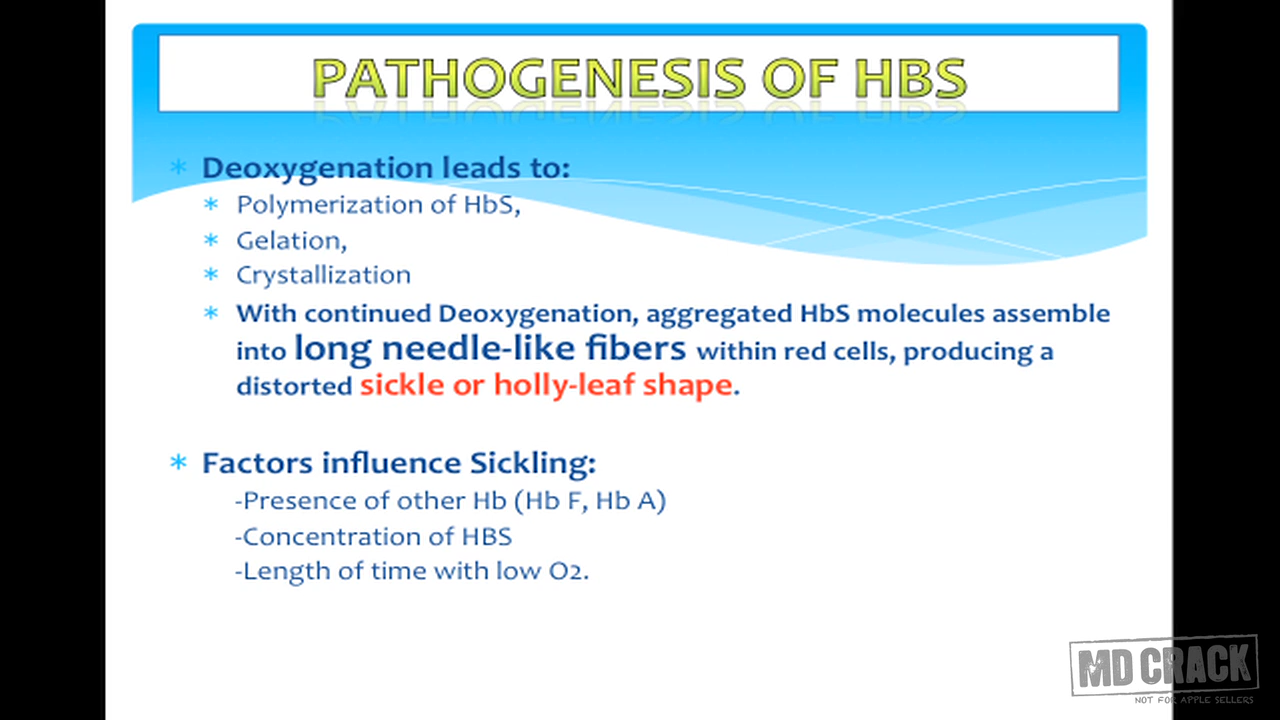 PATHOGENESIS OF HBS
* Deoxygenation leads to:
* Polymerization of HbS,
* Gelation,
* Crystallization
* With continued Deoxygenation, aggregated HbS molecules assemble
into long needle-like fibers within red cells, producing a
distorted sickle or holly-leaf shape.
* Factors influence Sickling:
-Presence of other Hb (Hb F, Hb A)
-Concentration of HBS
-Length of time with low O2.
MD CRACK
NOT FOR APPLE SELLERS